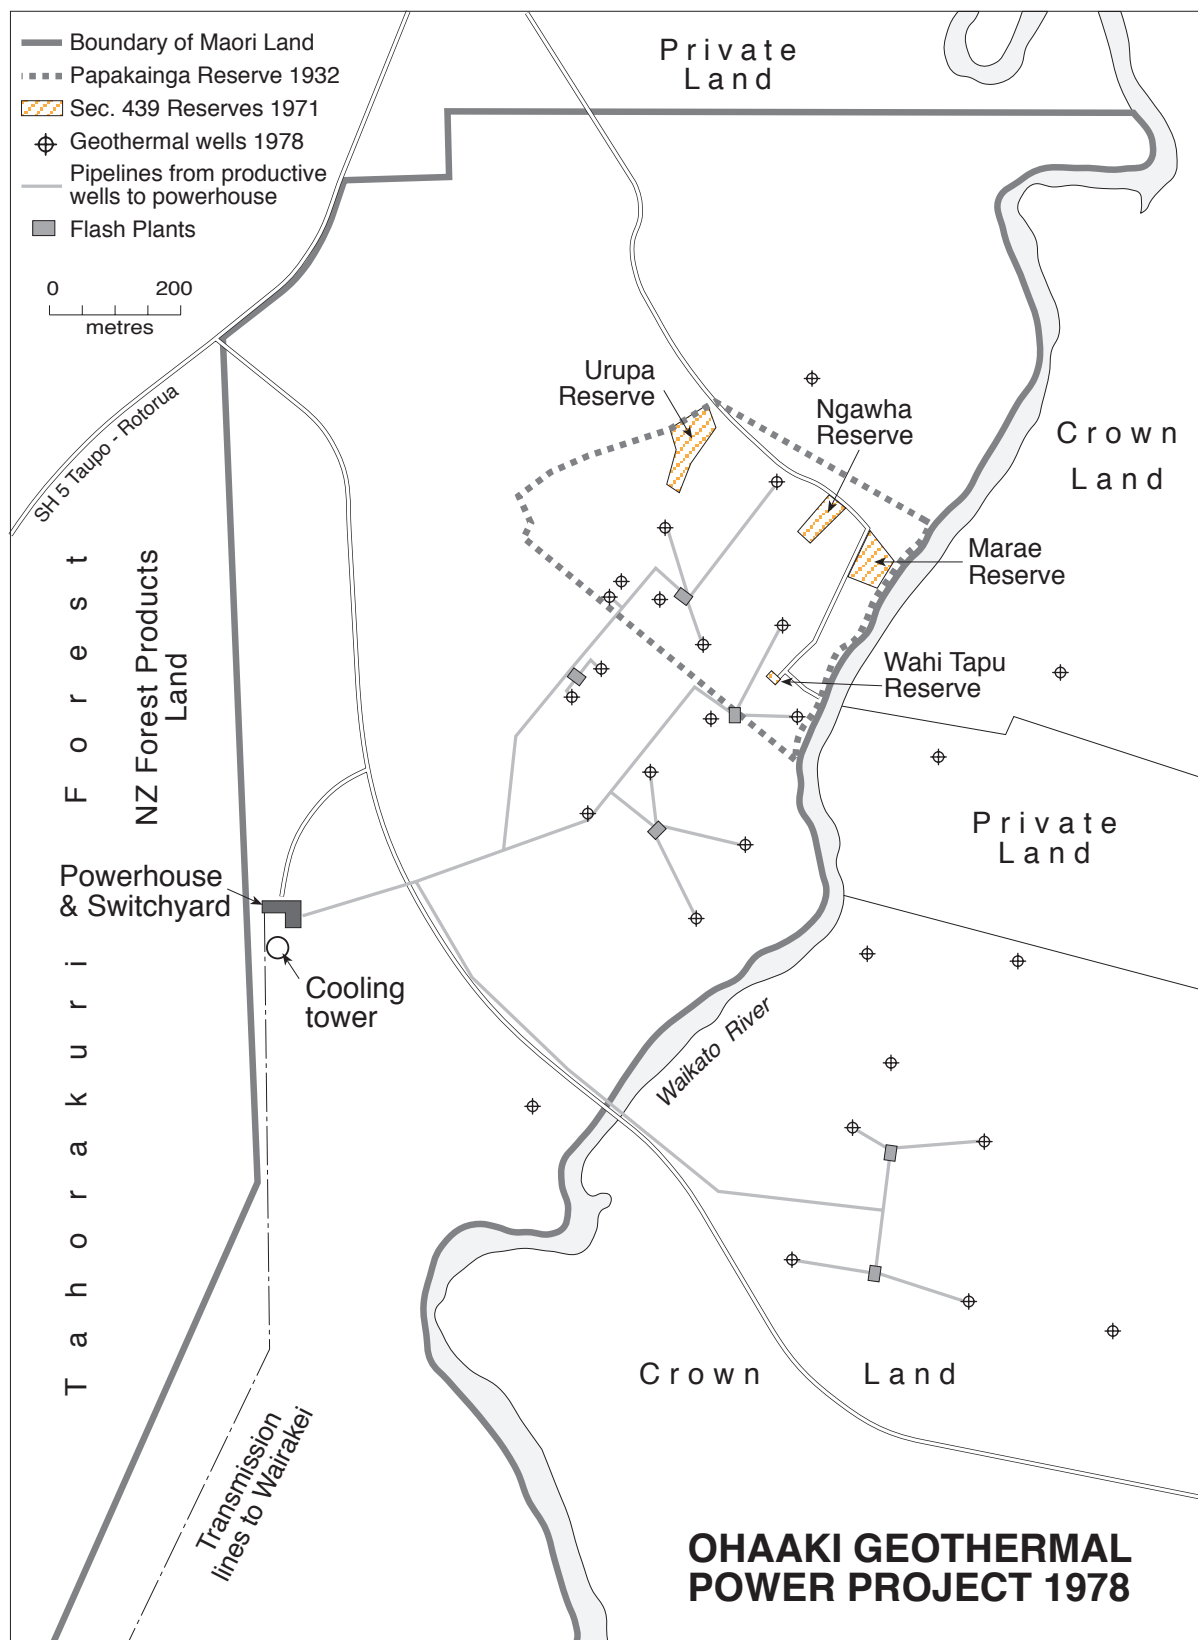 Boundary of Maori Land
Papakainga Reserve 1932
Sec. 439 Reserves 1971
Geothermal wells 1978
Pipelines from productive
wells to powerhouse
Flash Plants
0 200
metres
Private
Land
SH 5 Taupo - Rotorua
Urupa
Reserve
Ngawha
Reserve
Crown
Land
Marae
Reserve
Wahi Tapu
Reserve
Tahorakuri Forest
NZ Forest Products
Land
Private
Land
Powerhouse
& Switchyard
Cooling
tower
Waikato River
Crown Land
Transmission
lines to Wairakei
OHAAKI GEOTHERMAL
POWER PROJECT 1978